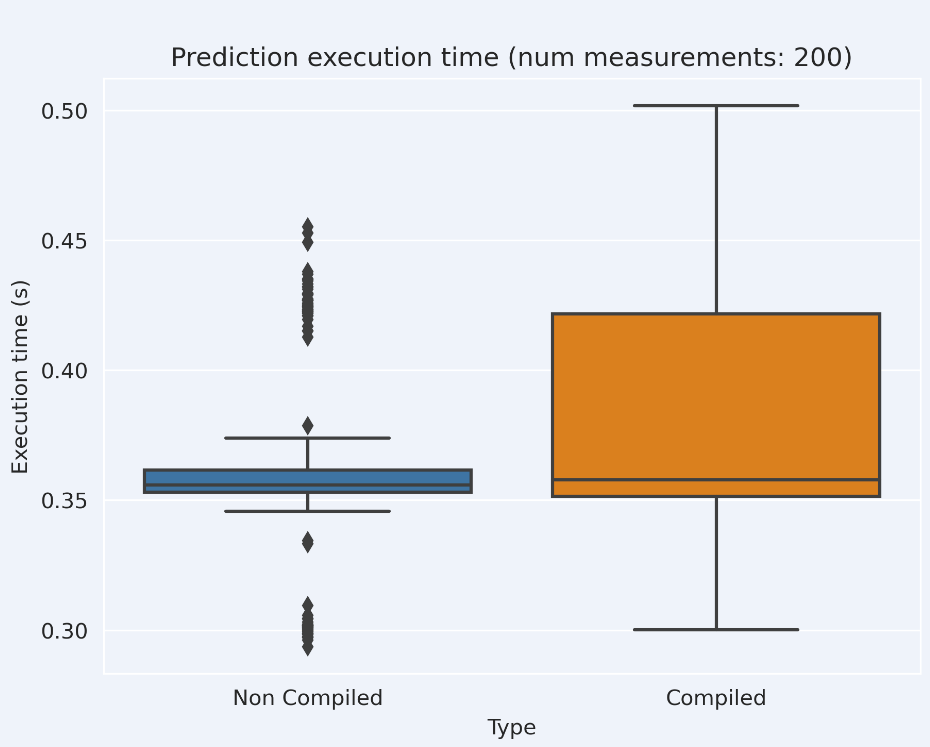 Prediction execution time (num measurements: 200)
0.50
0.45
0.40
0.35
0.30
Execution time (s)
Non Compiled
Compiled
Type